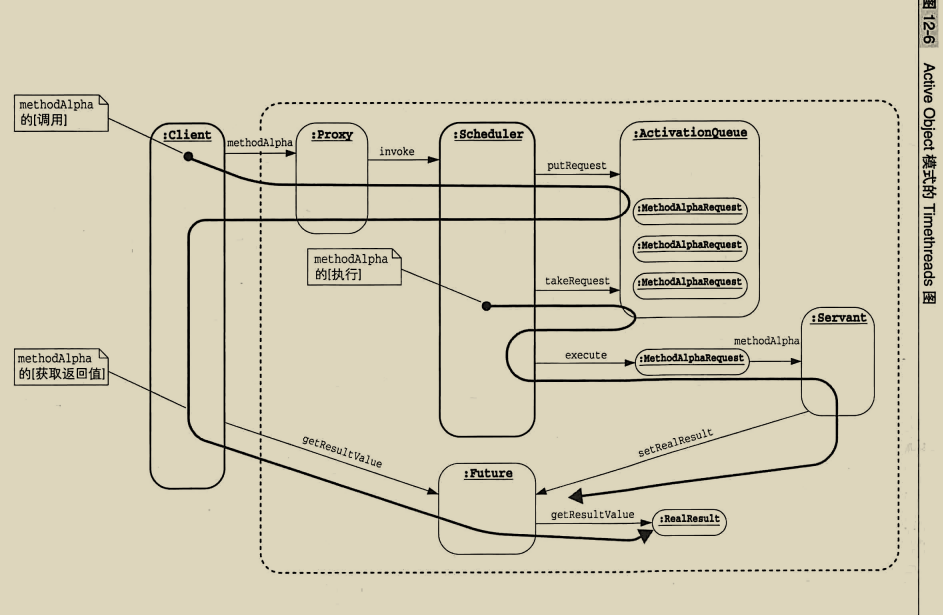 图 12-6 Active Object 模式的 Timethreads 图
methodAlpha
的[调用]
:Client
methodAlpha
:Proxy
invoke
:Scheduler
putRequest
:ActivationQueue
:MethodAlphaRequest
:MethodAlphaRequest
:MethodAlphaRequest
methodAlpha
的[执行]
takeRequest
:Servant
methodAlpha
execute
:MethodAlphaRequest
methodAlpha
的[获取返回值]
getResultValue
setRealResult
:Future
getResultValue
:RealResult